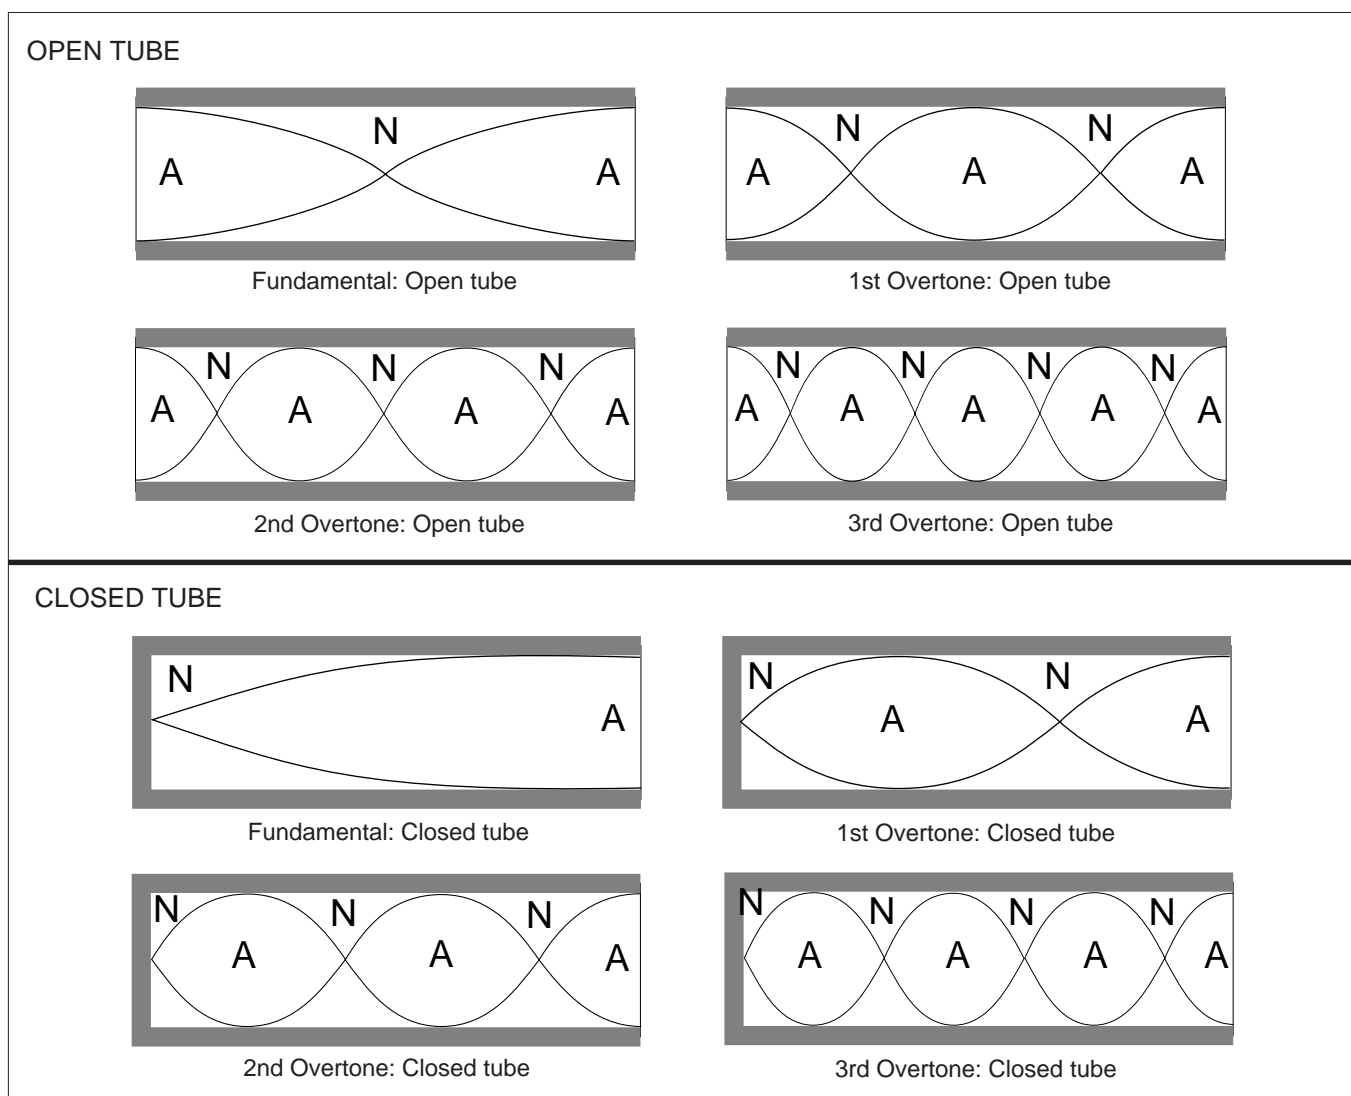 OPEN TUBE
N
A
A
Fundamental: Open tube
N
N
A
A
A
1st Overtone: Open tube
N
N
N
A
A
A
A
2nd Overtone: Open tube
N
N
N
N
A
A
A
A
A
3rd Overtone: Open tube
CLOSED TUBE
N
A
Fundamental: Closed tube
N
N
A
A
1st Overtone: Closed tube
N
N
N
A
A
A
2nd Overtone: Closed tube
N
N
N
N
A
A
A
A
3rd Overtone: Closed tube